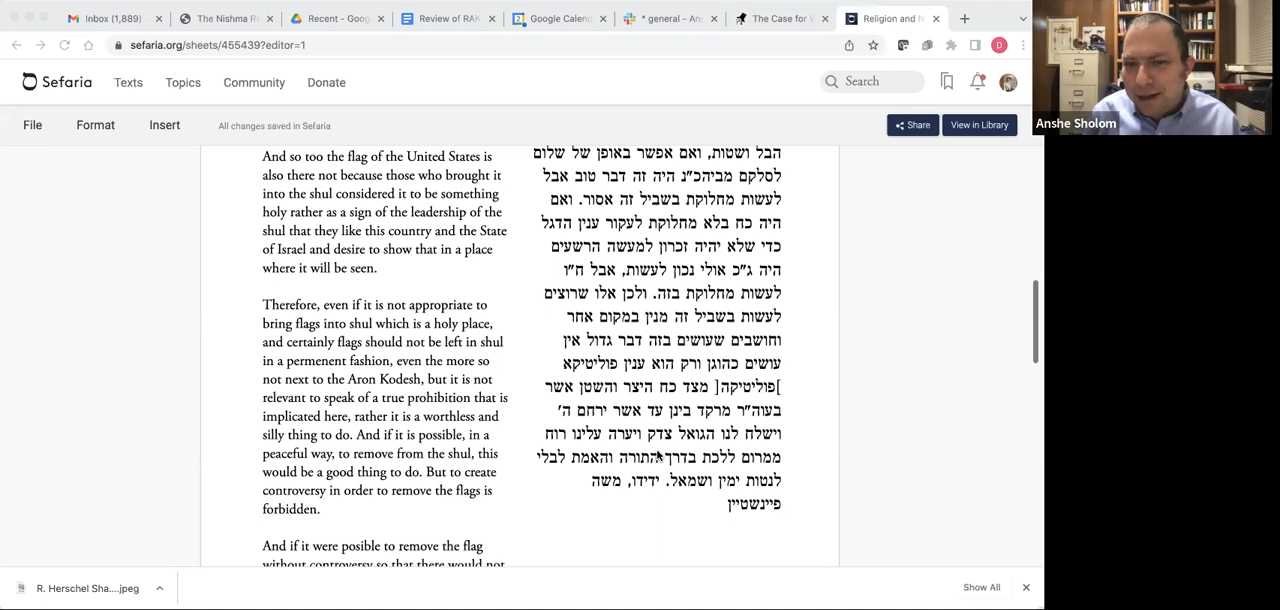 Inbox (1,889)
The Nishma Re
Recent - Goog
Review of RAK
Google Calend
* general - An
The Case for W
Religion and N
sefaria.org/sheets/455439?editor=1
Sefaria
Texts
Topics
Community
Donate
Search
File
Format
Insert
All changes saved in Sefaria
Share
View in Library
Anshe Sholom
And so too the flag of the United States is
also there not because those who brought it
into the shul considered it to be something
holy rather as a sign of the leadership of the
shul that they like this country and the State
of Israel and desire to show that in a place
where it will be seen.
Therefore, even if it is not appropriate to
bring flags into shul which is a holy place,
and certainly flags should not be left in shul
in a permenent fashion, even the more so
not next to the Aron Kodesh, but it is not
relevant to speak of a true prohibition that is
implicated here, rather it is a worthless and
silly thing to do. And if it is possible, in a
peaceful way, to remove from the shul, this
would be a good thing to do. But to create
controversy in order to remove the flags is
forbidden.
And if it were posible to remove the flag
without controversy so that there would not
הבל ושטות, ואם אפשר באופן של שלום
לסלקם מביהכ"נ היה זה דבר טוב אבל
לעשות מחלוקת בשביל זה אסור. ואם
היה כח בלא מחלוקת לעקור ענין הדגל
כדי שלא יהיה זכרון למעשה הרשעים
היה ג"כ אולי נכון לעשות, אבל ח"ו
לעשות מחלוקת בזה. ולכן אלו שרוצים
לעשות בשביל זה מנין במקום אחר
וחושבים שעושים בזה דבר גדול אין
עושים כהוגן ורק הוא ענין פוליטיקא
]פוליטיקה[ מצד כח היצר והשטן אשר
בעוה"ר מרקד בינן עד אשר ירחם ה'
וישלח לנו הגואל צדק ויערה עלינו רוח
ממרום ללכת בדרך התורה והאמת לבלי
לנטות ימין ושמאל. ידידו, משה
פיינשטיין
R. Herschel Sha....jpeg
Show All